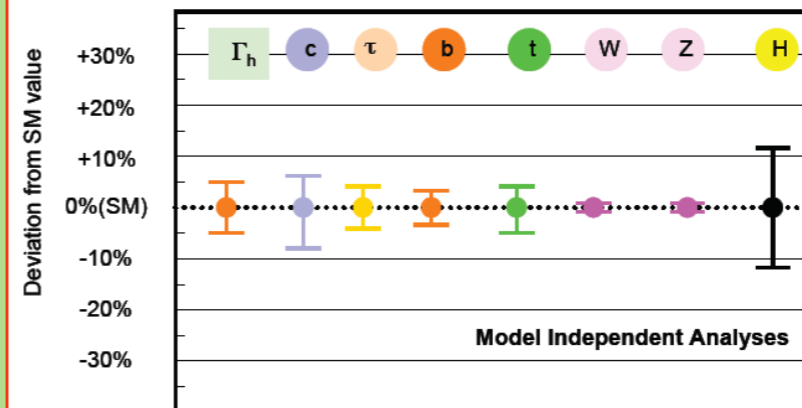 Deviation from SM value
+30%
+20%
+10%
0%(SM)
-10%
-20%
-30%
Γh c τ b t W Z H
Model Independent Analyses